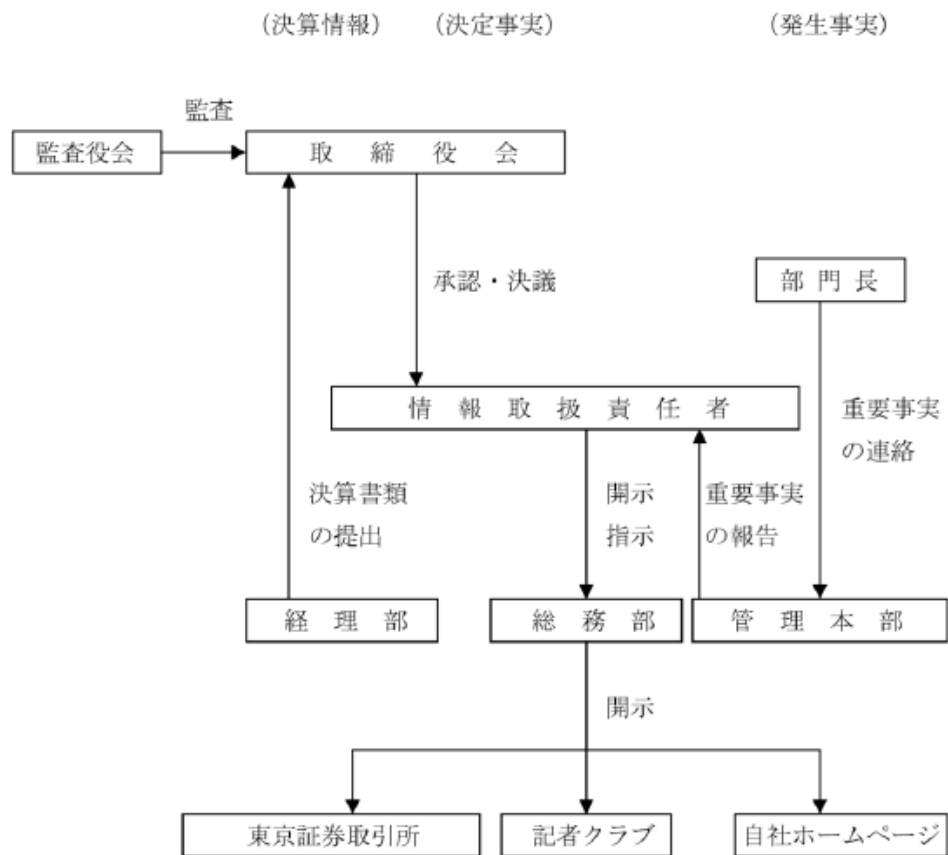 (決算情報) (決定事実) (発生事実)
監査
監査役会 取締役会
承認・決議
部門長
情報取扱責任者
重要事実
の連絡
決算書類
の提出
開示
指示
重要事実
の報告
経理部 総務部 管理本部
開示
東京証券取引所 記者クラブ 自社ホームページ